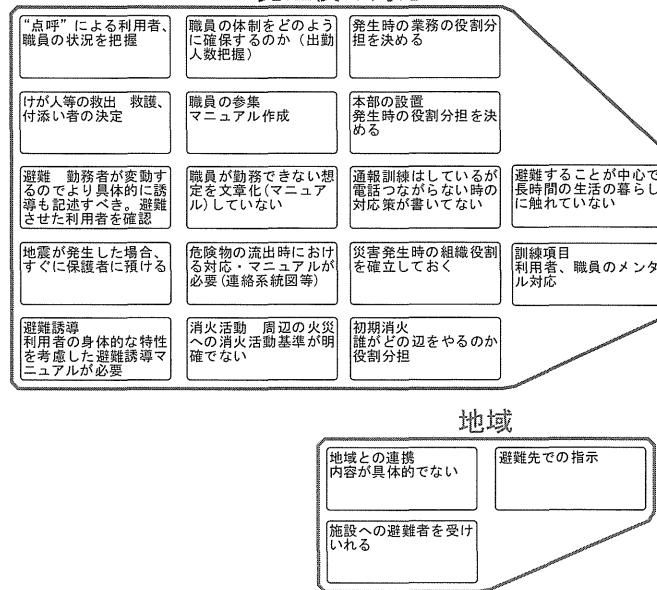 “点呼”による利用者、
職員の状況を把握
職員の体制をどのよう
に確保するのか（出勤
人数把握）
発生時の業務の役割分
担を決める
けが人等の救出　救護、
付添い者の決定
職員の参集
マニュアル作成
本部の設置
発生時の役割分担を決
める
避難　勤務者が変動す
るのでより具体的に誘
導も記述すべき。避難
させた利用者を確認
職員が勤務できない想
定を文章化(マニュア
ル)していない
通報訓練はしているが
電話つながらない時の
対応策が書いてない
避難することが中心で
長時間の生活の暮らし
に触れていない
地震が発生した場合、
すぐに保護者に預ける
危険物の流出時におけ
る対応・マニュアルが
必要(連絡系統図等)
災害発生時の組織役割
を確立しておく
訓練項目
利用者、職員のメンタ
ル対応
避難誘導
利用者の身体的な特性
を考慮した避難誘導マ
ニュアルが必要
消火活動　周辺の火災
への消火活動基準が明
確でない
初期消火
誰がどの辺をやるのか
役割分担
地域
地域との連携
内容が具体的でない
避難先での指示
施設への避難者を受け
いれる